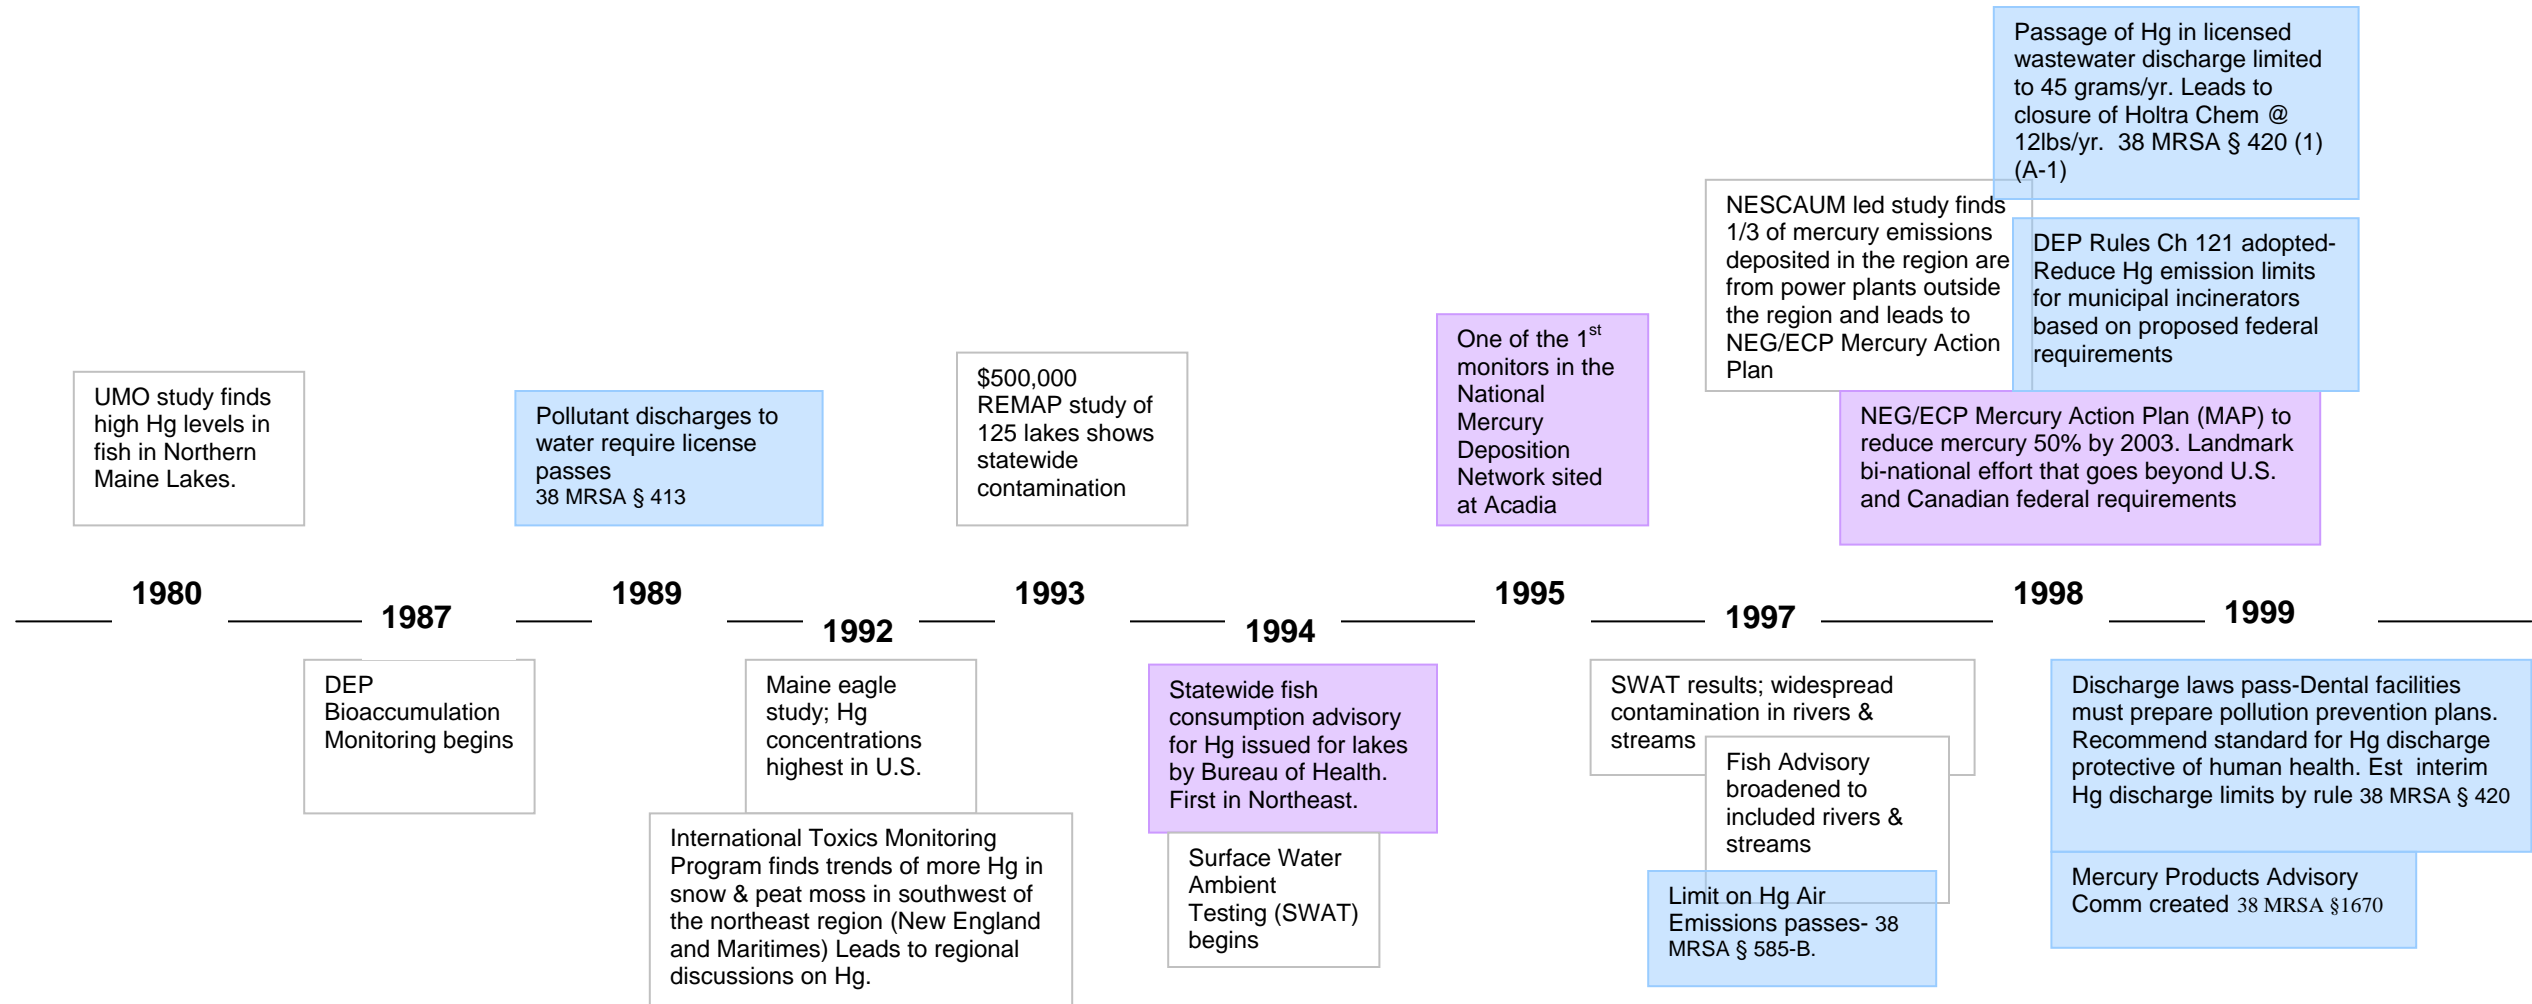 Passage of Hg in licensed
wastewater discharge limited
to 45 grams/yr. Leads to
closure of Holtra Chem @
12lbs/yr.  38 MRSA § 420 (1)
(A-1)
NESCAUM led study finds
1/3 of mercury emissions
deposited in the region are
from power plants outside
the region and leads to
NEG/ECP Mercury Action
Plan
DEP Rules Ch 121 adopted-
Reduce Hg emission limits
for municipal incinerators
based on proposed federal
requirements
One of the 1st
monitors in the
National
Mercury
Deposition
Network sited
at Acadia
$500,000
REMAP study of
125 lakes shows
statewide
contamination
UMO study finds
high Hg levels in
fish in Northern
Maine Lakes.
Pollutant discharges to
water require license
passes
38 MRSA § 413
NEG/ECP Mercury Action Plan (MAP) to
reduce mercury 50% by 2003. Landmark
bi-national effort that goes beyond U.S.
and Canadian federal requirements
1980
1987
1989
1992
1993
1994
1995
1997
1998
1999
DEP
Bioaccumulation
Monitoring begins
Maine eagle
study; Hg
concentrations
highest in U.S.
International Toxics Monitoring
Program finds trends of more Hg in
snow & peat moss in southwest of
the northeast region (New England
and Maritimes) Leads to regional
discussions on Hg.
Statewide fish
consumption advisory
for Hg issued for lakes
by Bureau of Health.
First in Northeast.
Surface Water
Ambient
Testing (SWAT)
begins
SWAT results; widespread
contamination in rivers &
streams
Fish Advisory
broadened to
included rivers &
streams
Limit on Hg Air
Emissions passes- 38
MRSA § 585-B.
Discharge laws pass-Dental facilities
must prepare pollution prevention plans.
Recommend standard for Hg discharge
protective of human health. Est  interim
Hg discharge limits by rule 38 MRSA § 420
Mercury Products Advisory
Comm created 38 MRSA §1670